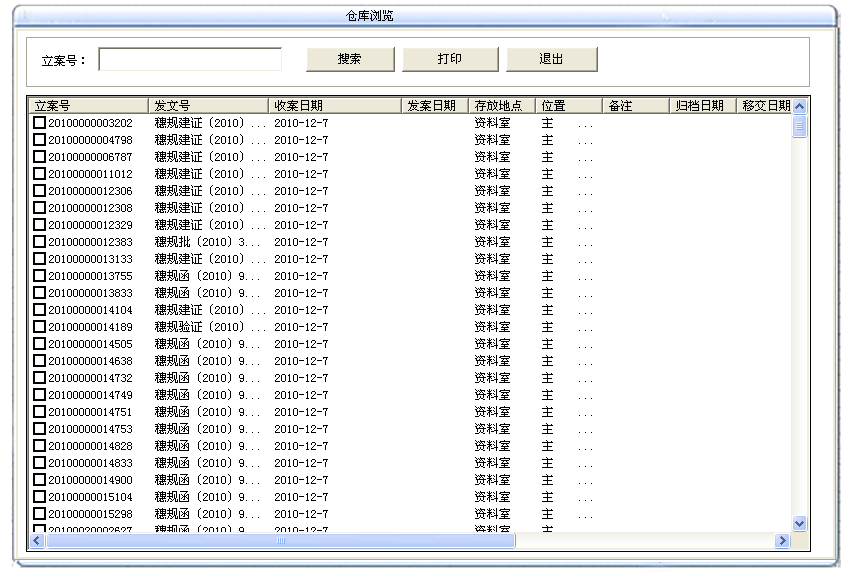 仓库浏览
立案号： 搜索 打印 退出
立案号 发文号 收案日期 发案日期 存放地点 位置 备注 归档日期 移交日期
20100000003202 穗规建证（2010）... 2010-12-7 资料室 主 ...
20100000004798 穗规建证（2010）... 2010-12-7 资料室 主 ...
20100000006787 穗规建证（2010）... 2010-12-7 资料室 主 ...
20100000011012 穗规建证（2010）... 2010-12-7 资料室 主 ...
20100000012306 穗规建证（2010）... 2010-12-7 资料室 主 ...
20100000012308 穗规建证（2010）... 2010-12-7 资料室 主 ...
20100000012329 穗规建证（2010）... 2010-12-7 资料室 主 ...
20100000012383 穗规批（2010）3... 2010-12-7 资料室 主 ...
20100000013133 穗规建证（2010）... 2010-12-7 资料室 主 ...
20100000013755 穗规函（2010）9... 2010-12-7 资料室 主 ...
20100000013833 穗规函（2010）9... 2010-12-7 资料室 主 ...
20100000014104 穗规建证（2010）... 2010-12-7 资料室 主 ...
20100000014189 穗规验证（2010）... 2010-12-7 资料室 主 ...
20100000014505 穗规函（2010）9... 2010-12-7 资料室 主 ...
20100000014638 穗规函（2010）9... 2010-12-7 资料室 主 ...
20100000014732 穗规函（2010）9... 2010-12-7 资料室 主 ...
20100000014749 穗规函（2010）9... 2010-12-7 资料室 主 ...
20100000014751 穗规函（2010）9... 2010-12-7 资料室 主 ...
20100000014753 穗规函（2010）9... 2010-12-7 资料室 主 ...
20100000014828 穗规函（2010）9... 2010-12-7 资料室 主 ...
20100000014833 穗规函（2010）9... 2010-12-7 资料室 主 ...
20100000014900 穗规函（2010）9... 2010-12-7 资料室 主 ...
20100000015104 穗规函（2010）9... 2010-12-7 资料室 主 ...
20100000015298 穗规函（2010）9... 2010-12-7 资料室 主 ...
20100020002627 穗规函（2010）9... 2010-12-7 资料室 主 ...